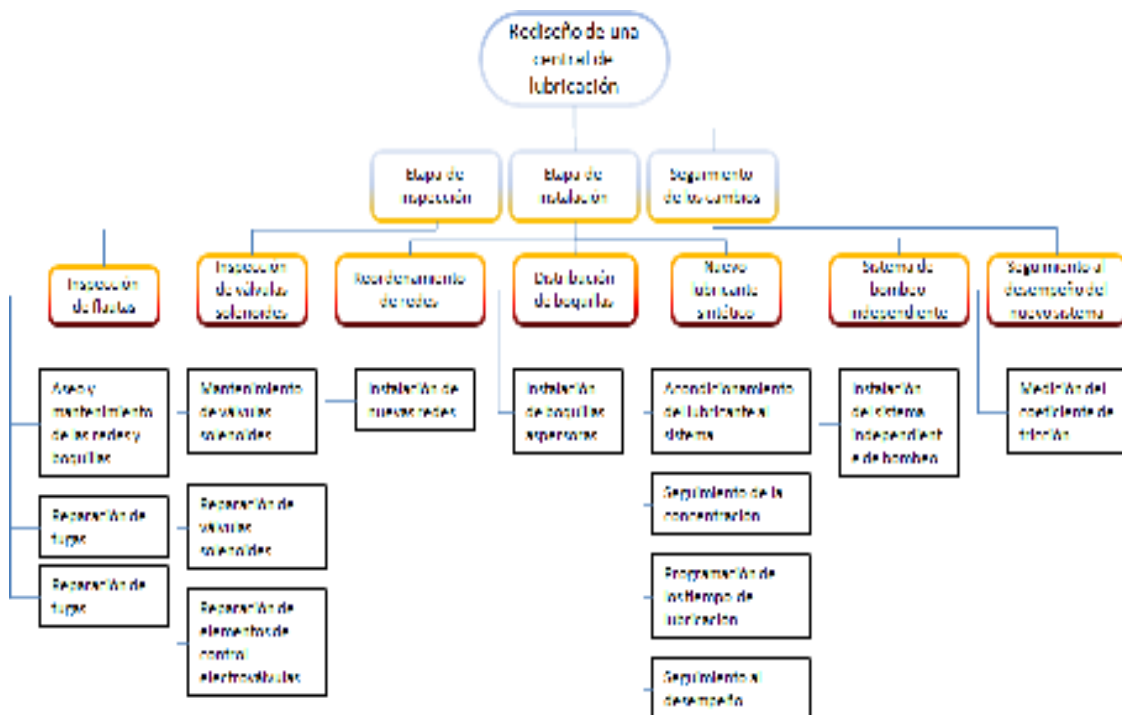 Rediseño de una
central de
lubricación
Etapa de
inspección
Etapa de
instalación
Seguimiento
de los cambios
Inspección
de flautas
Inspección
de válvulas
solenoides
Reordenamiento
de redes
Distribución
de boquillas
Nuevo
lubricante
sintético
Sistema de
bombeo
independiente
Seguimiento al
desempeño del
nuevo sistema
Aseo y
mantenimiento
de las redes y
boquillas
Reparación de
fugas
Reparación de
fugas
Mantenimiento
de válvulas
solenoides
Reparación de
válvulas
solenoides
Reparación de
elementos de
control
electroválvulas
Instalación de
nuevas redes
Instalación
de boquillas
aspersoras
Acondicionamiento
del lubricante al
sistema
Seguimiento de la
concentración
Programación de
los tiempo de
lubricación
Seguimiento al
desempeño
Instalación
del sistema
independient
e de bombeo
Medición del
coeficiente de
fricción